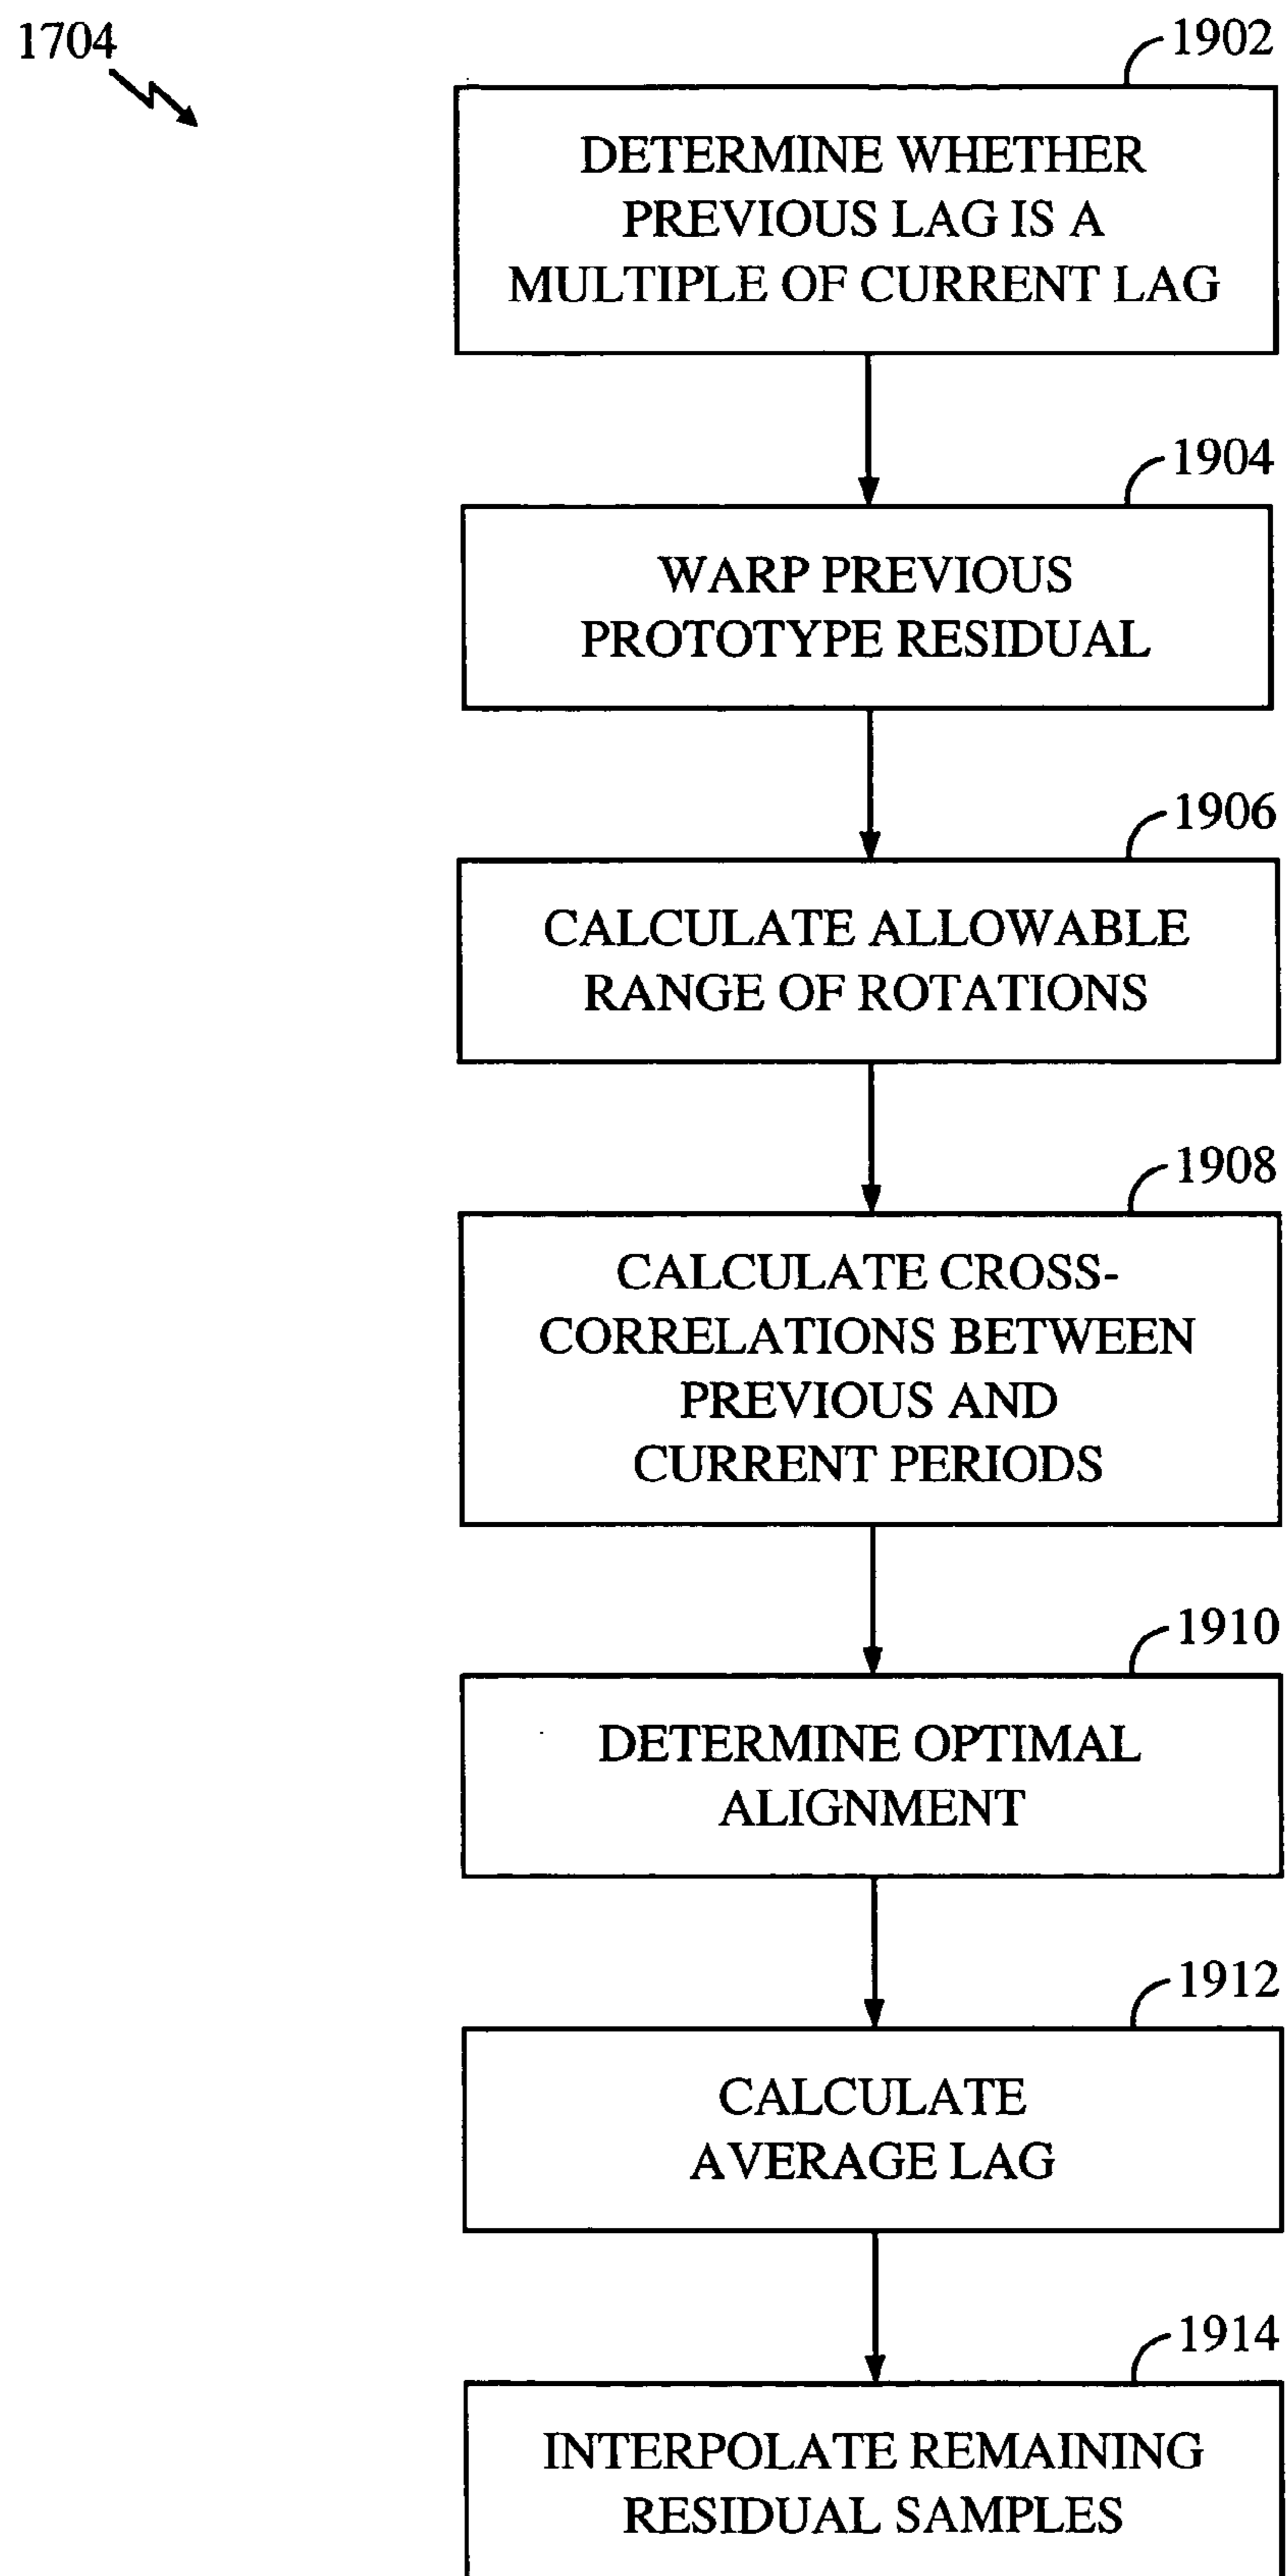 1704
1902
DETERMINE WHETHER
PREVIOUS LAG IS A
MULTIPLE OF CURRENT LAG
1904
WARP PREVIOUS
PROTOTYPE RESIDUAL
1906
CALCULATE ALLOWABLE
RANGE OF ROTATIONS
1908
CALCULATE CROSS-
CORRELATIONS BETWEEN
PREVIOUS AND
CURRENT PERIODS
1910
DETERMINE OPTIMAL
ALIGNMENT
1912
CALCULATE
AVERAGE LAG
1914
INTERPOLATE REMAINING
RESIDUAL SAMPLES